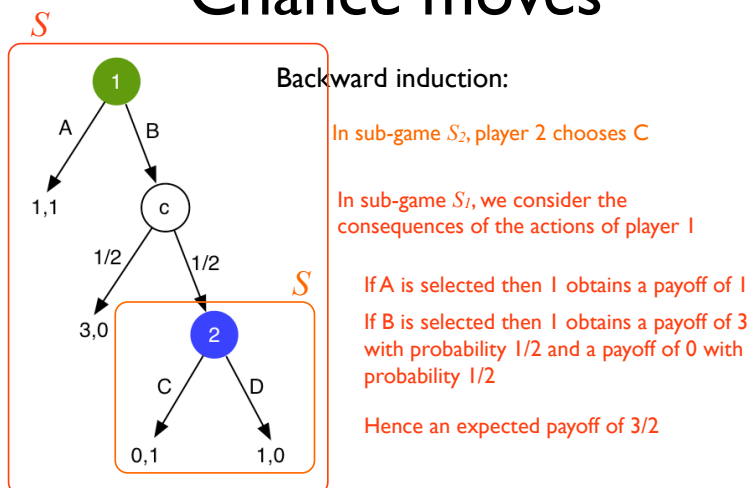 Chance moves
S
Backward induction:
1
A
B
In sub-game S2, player 2 chooses C
1,1
c
In sub-game S1, we consider the
consequences of the actions of player 1
1/2
1/2
S
If A is selected then 1 obtains a payoff of 1
3,0
2
If B is selected then 1 obtains a payoff of 3
with probability 1/2 and a payoff of 0 with
probability 1/2
C
D
Hence an expected payoff of 3/2
0,1
1,0